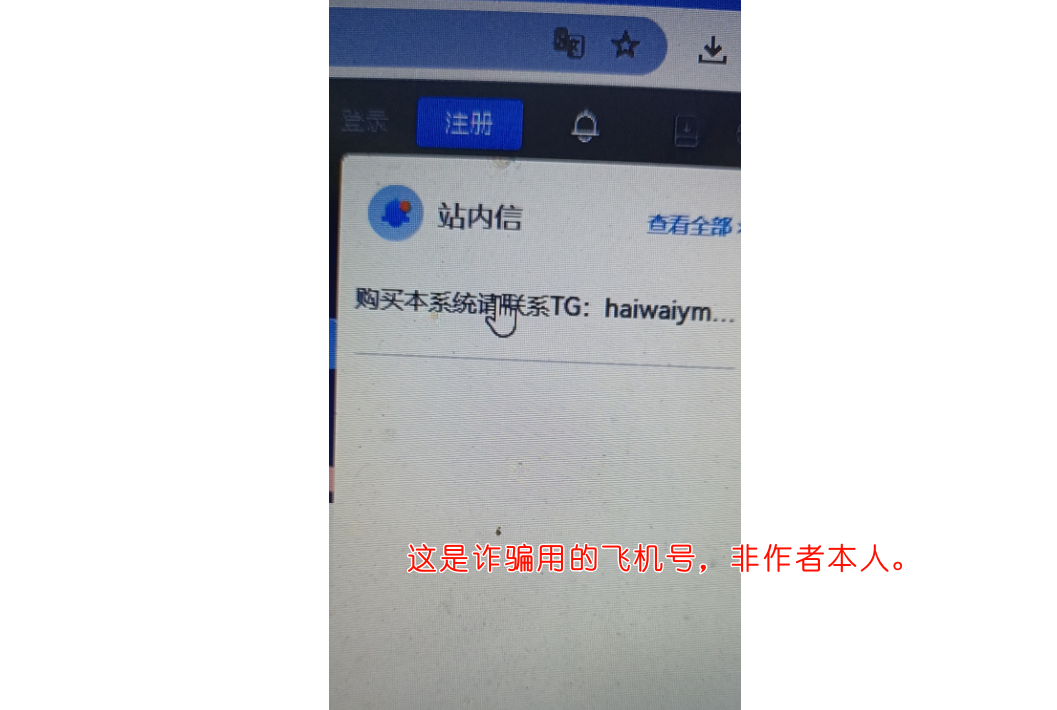 登录
注册
站内信
查看全部
购买本系统请联系TG：haiwaiym...
这是诈骗用的飞机号，非作者本人。